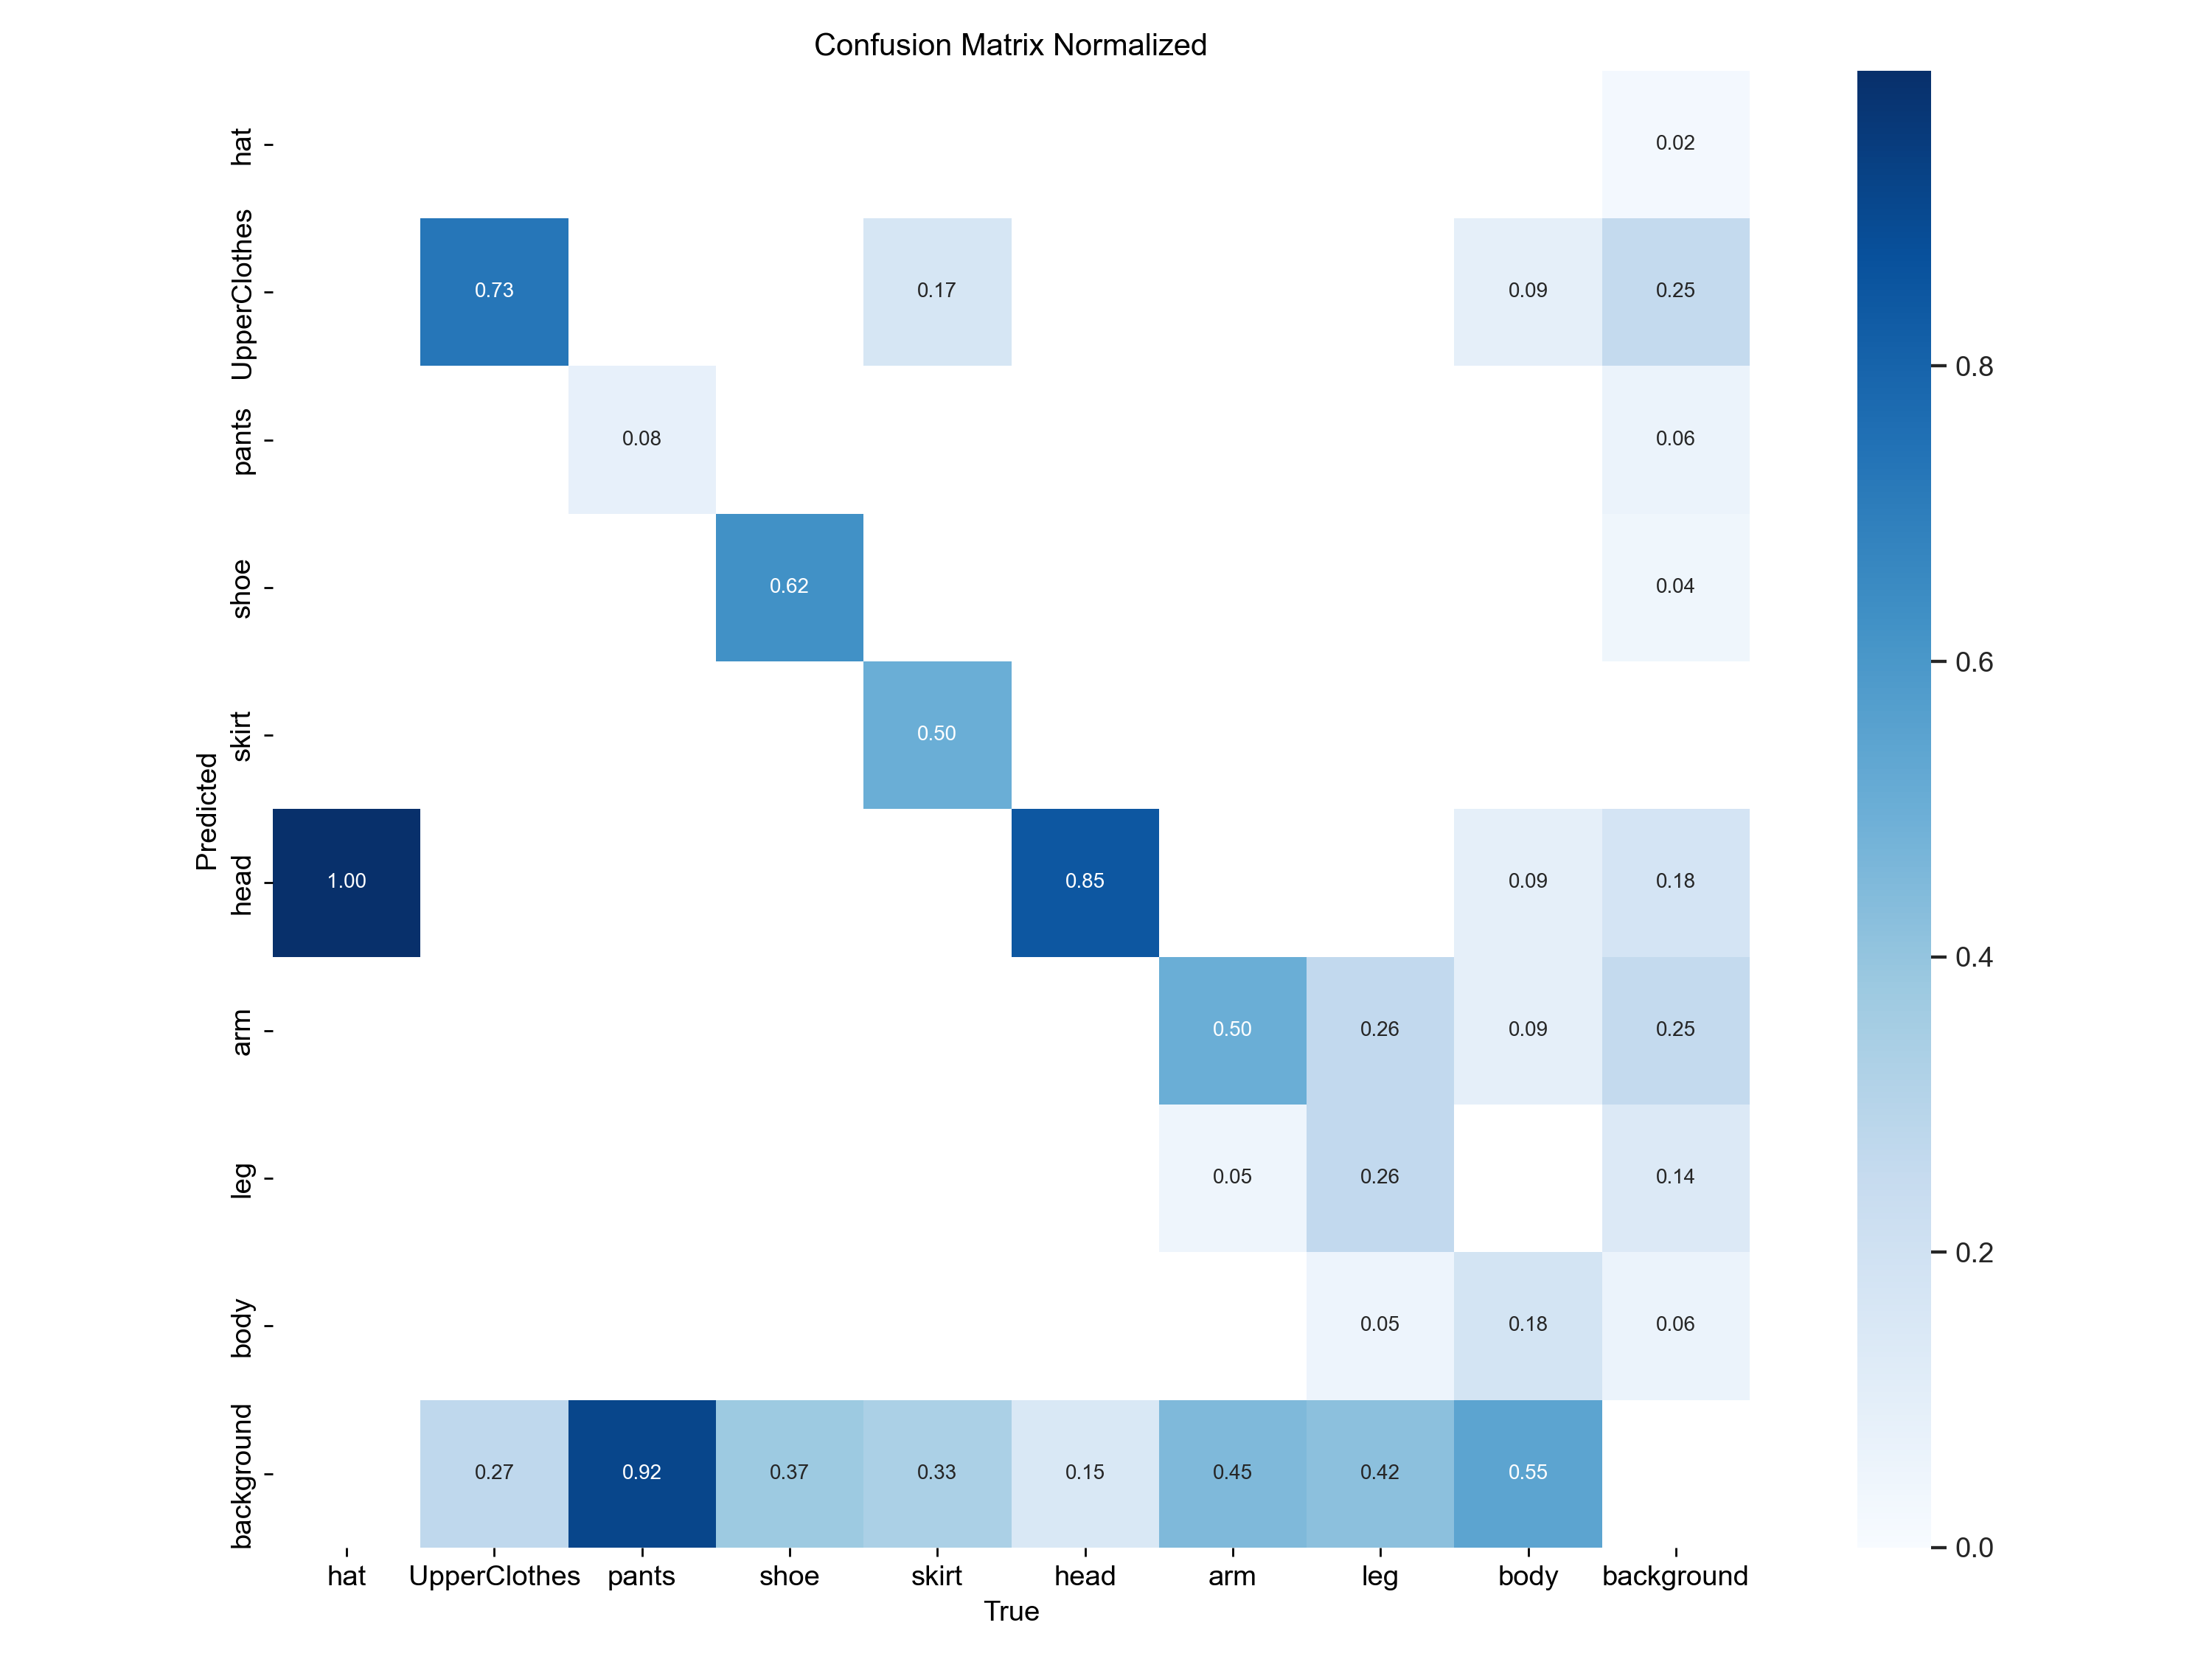 Confusion Matrix Normalized
hat
0.02
UpperClothes
0.73
0.17
0.09
0.25
0.8
pants
0.08
0.06
shoe
0.62
0.04
0.6
skirt
0.50
Predicted
head
1.00
0.85
0.09
0.18
0.4
arm
0.50
0.26
0.09
0.25
leg
0.05
0.26
0.14
0.2
body
0.05
0.18
0.06
background
0.27
0.92
0.37
0.33
0.15
0.45
0.42
0.55
0.0
hat UpperClothes pants shoe skirt head arm leg body background
True